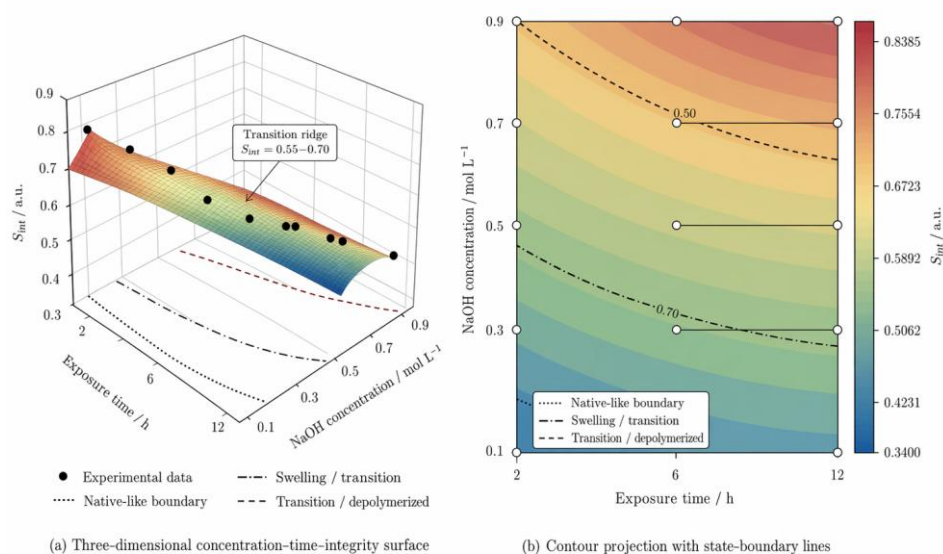 0.9
0.8
0.7
0.6
0.5
0.4
0.3
S_int / a.u.
Transition ridge
S_int = 0.55–0.70
2
6
12
Exposure time / h
0.1
0.3
0.5
0.7
0.9
NaOH concentration / mol L⁻¹
Experimental data
Swelling / transition
Native-like boundary
Transition / depolymerized
(a) Three-dimensional concentration-time-integrity surface
0.9
0.7
0.5
0.3
0.1
NaOH concentration / mol L⁻¹
0.50
0.70
Native-like boundary
Swelling / transition
Transition / depolymerized
2
6
12
Exposure time / h
0.8385
0.7554
0.6723
0.5892
0.5062
0.4231
0.3400
S_int / a.u.
(b) Contour projection with state-boundary lines